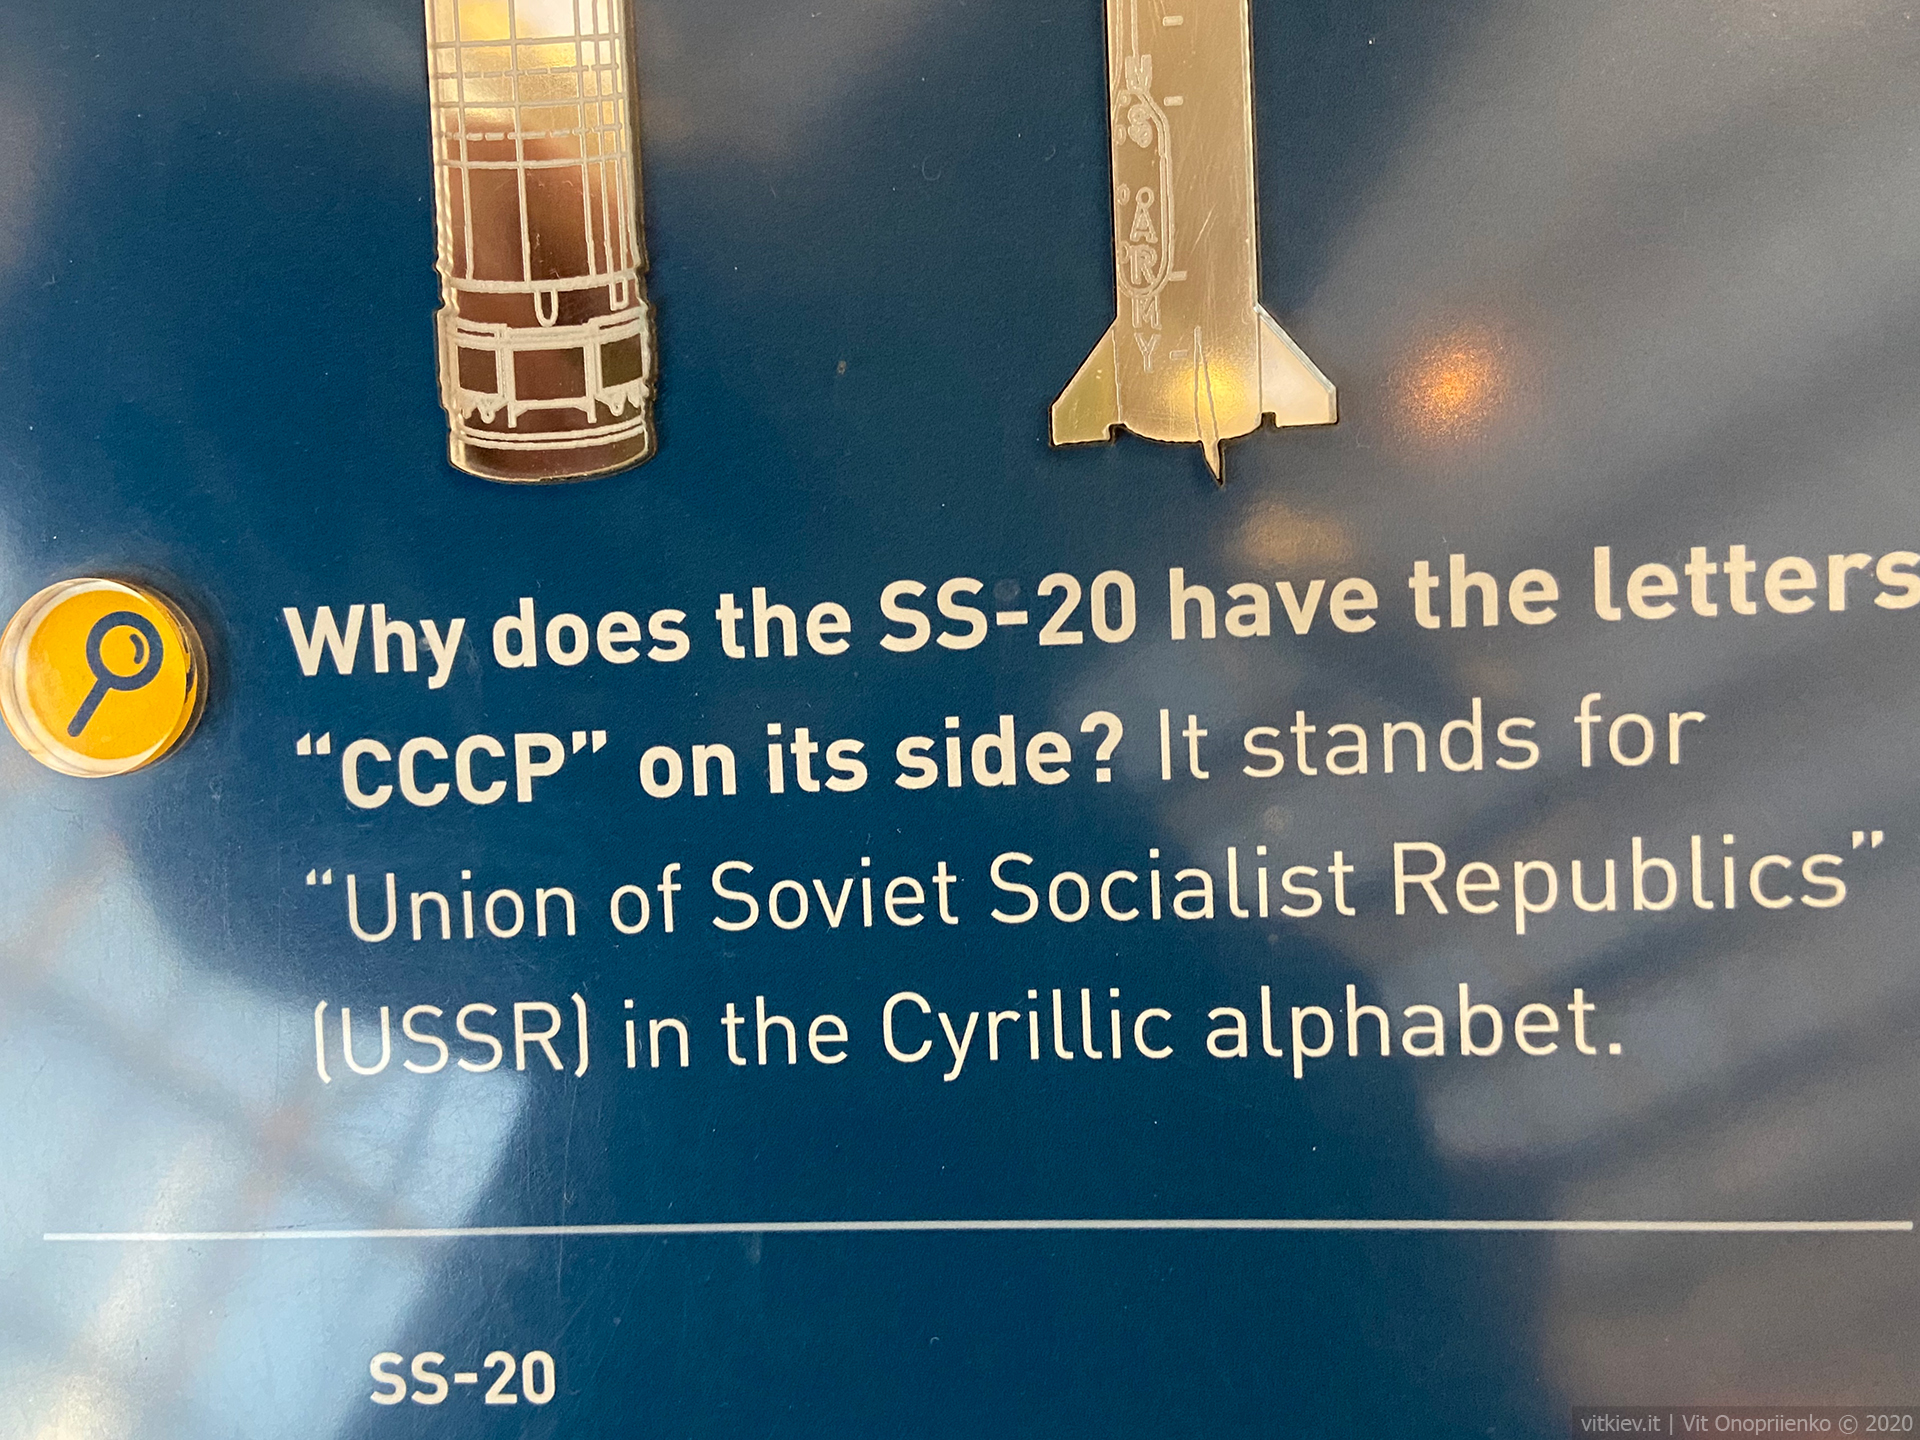 ARMY
Why does the SS-20 have the letters
“CCCP” on its side? It stands for
“Union of Soviet Socialist Republics”
(USSR) in the Cyrillic alphabet.
SS-20
vitkiev.it | Vit Onopriienko © 2020